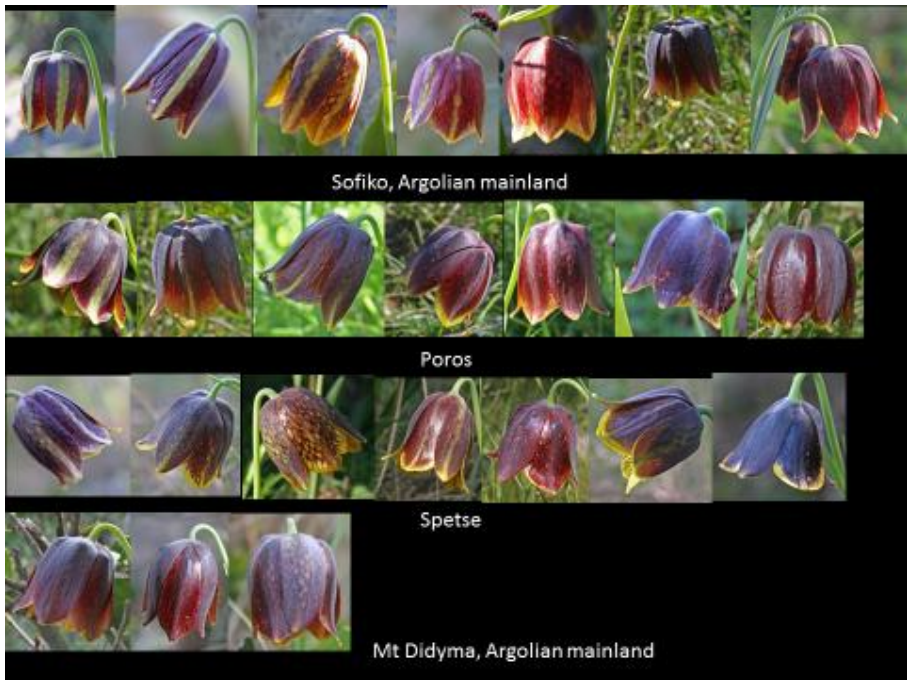 Sofiko, Argolian mainland
Poros
Spetse
Mt Didyma, Argolian mainland